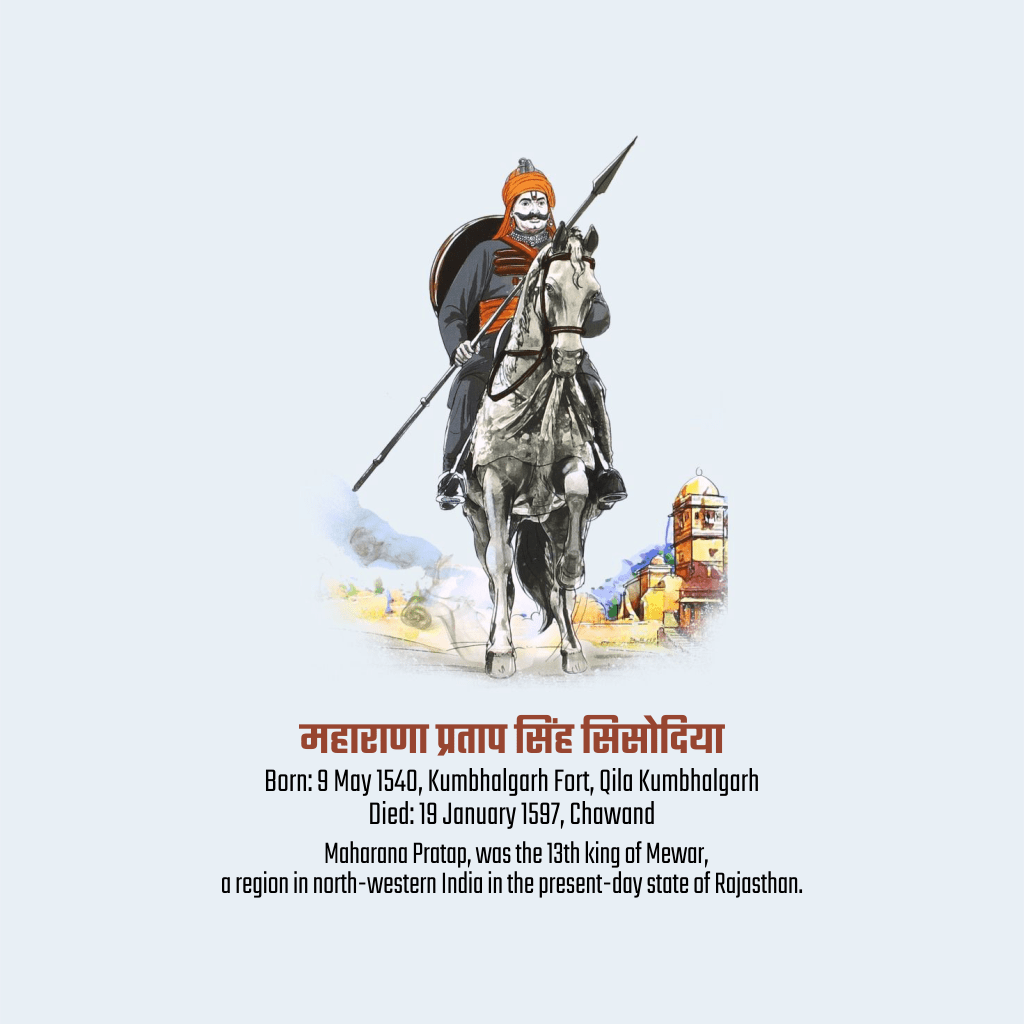 महाराणा प्रताप सिंह सिसोदिया
Born: 9 May 1540, Kumbhalgarh Fort, Qila Kumbhalgarh
Died: 19 January 1597, Chawand
Maharana Pratap, was the 13th king of Mewar,
a region in north-western India in the present-day state of Rajasthan.